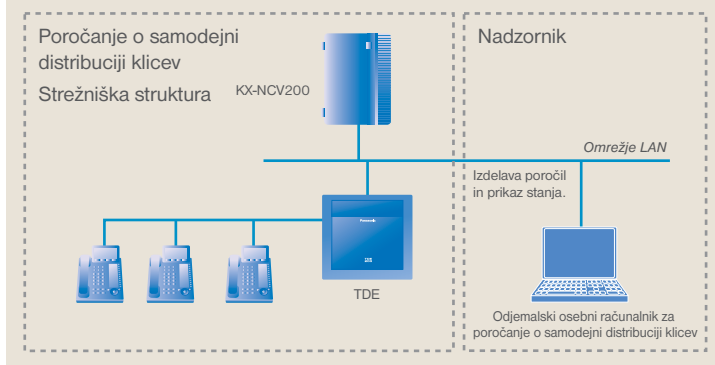 Poročanje o samodejni
distribuciji klicev
Strežniška struktura
KX-NCV200
Nadzornik
Omrežje LAN
Izdelava poročil
in prikaz stanja.
Panasonic
TDE
Odjemalski osebni računalnik za
poročanje o samodejni distribuciji klicev